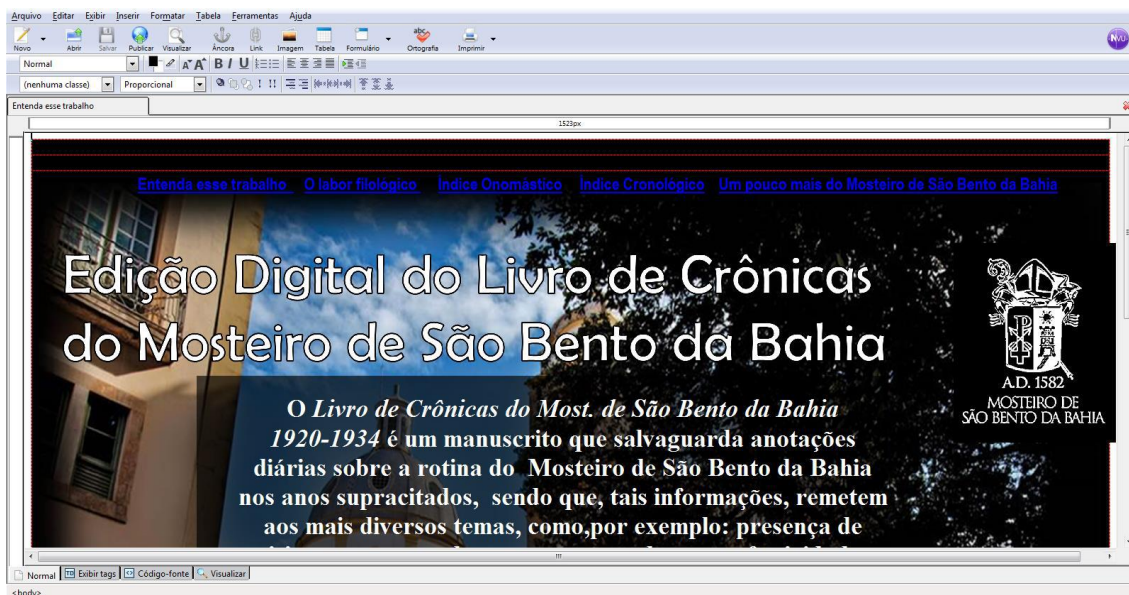 Arquivo Editar Exibir Inserir Formatar Tabela Ferramentas Ajuda
Novo Abrir Salvar Publicar Visualizar Âncora Link Imagem Tabela Formulário Ortografia Imprimir
NVU
Normal
B I U
(nenhuma classe) Proporcional
Entenda esse trabalho
1523px
Entenda esse trabalho O labor filológico Índice Onomástico Índice Cronológico Um pouco mais do Mosteiro de São Bento da Bahia
Edição Digital do Livro de Crônicas
do Mosteiro de São Bento da Bahia
A.D. 1582
MOSTEIRO DE
SÃO BENTO DA BAHIA
O Livro de Crônicas do Most. de São Bento da Bahia
1920-1934 é um manuscrito que salvaguarda anotações
diárias sobre a rotina do Mosteiro de São Bento da Bahia
nos anos supracitados, sendo que, tais informações, remetem
aos mais diversos temas, como,por exemplo: presença de
Normal Exibir tags Código-fonte Visualizar
<body>